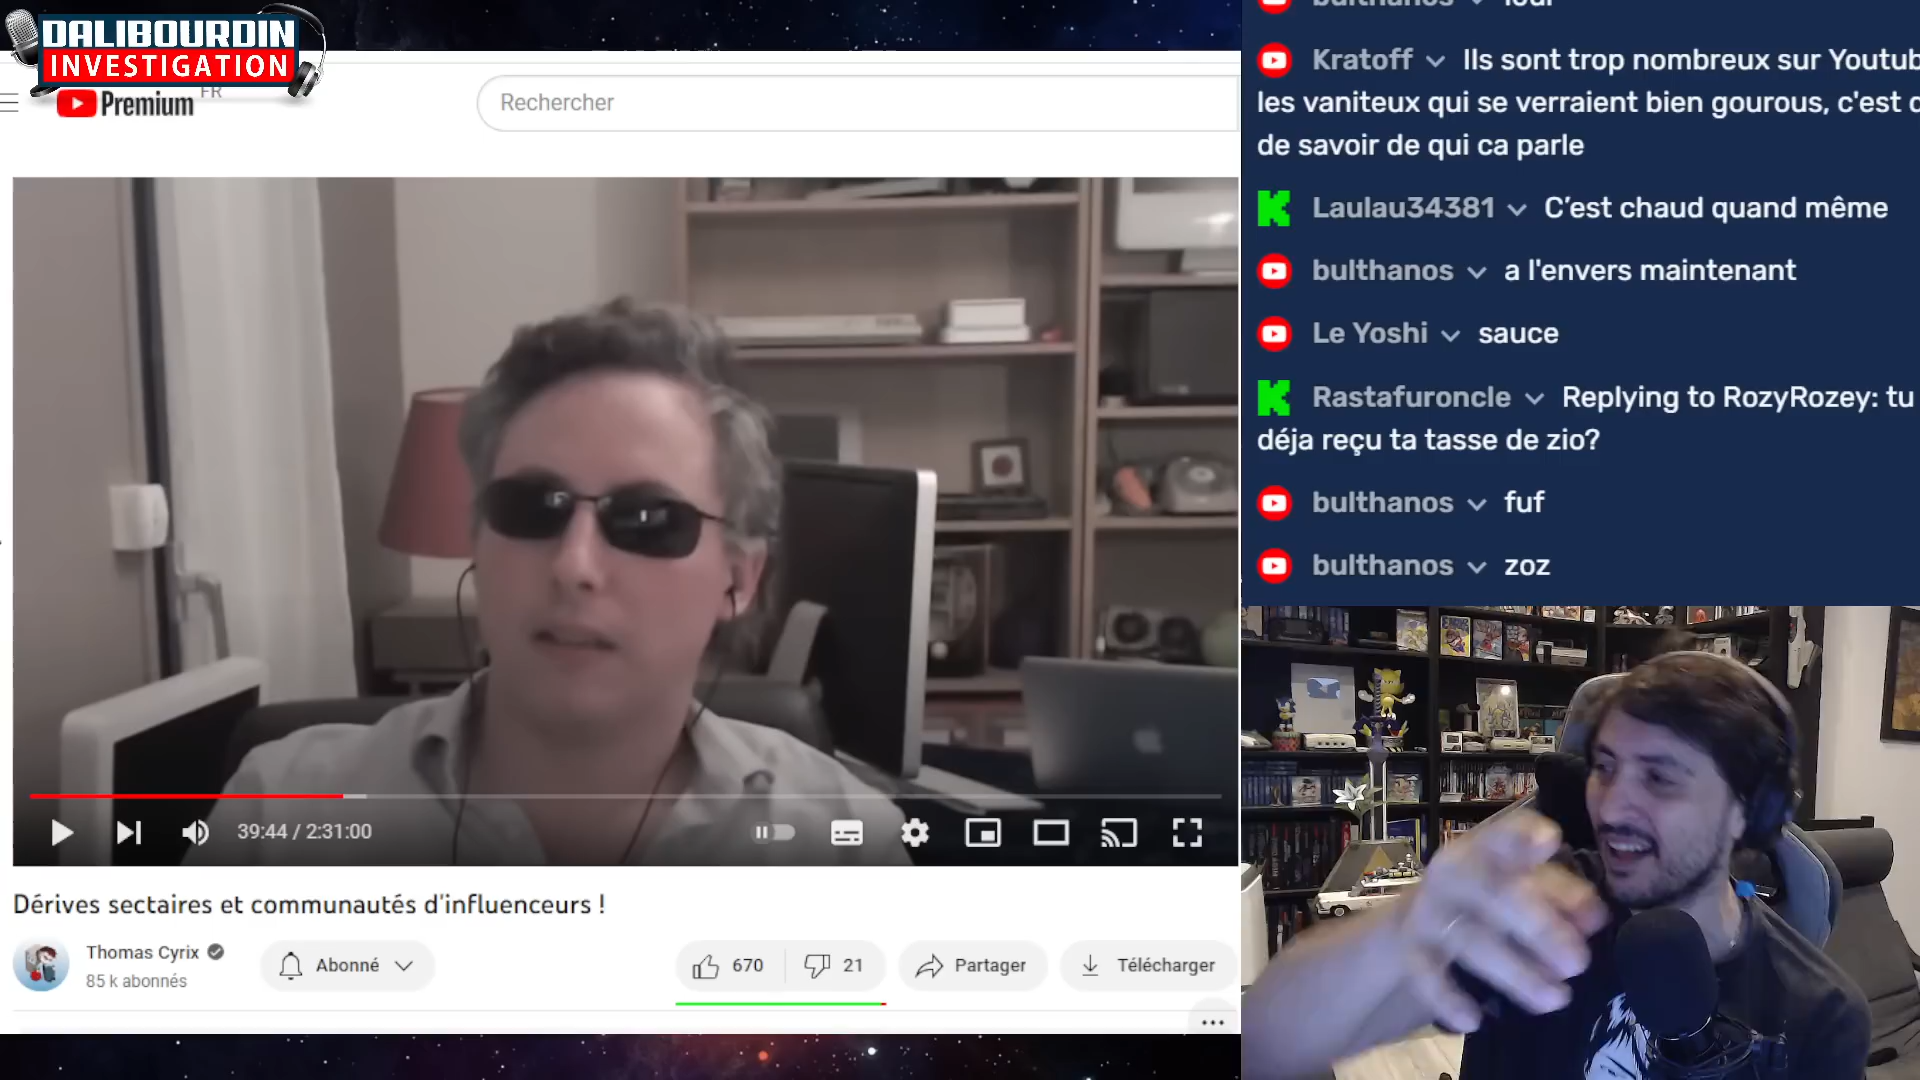 DALIBOURDIN
INVESTIGATION
Premium FR
Rechercher
39:44 / 2:31:00
Dérives sectaires et communautés d'influenceurs !
Thomas Cyrix
85 k abonnés
Abonné
670
21
Partager
Télécharger
bulthanos
Kratoff Ils sont trop nombreux sur Youtub
les vaniteux qui se verraient bien gourous, c'est
de savoir de qui ca parle
Laulau34381 C’est chaud quand même
bulthanos a l'envers maintenant
Le Yoshi sauce
Rastafuroncle Replying to RozyRozey: tu
déja reçu ta tasse de zio?
bulthanos fuf
bulthanos zoz